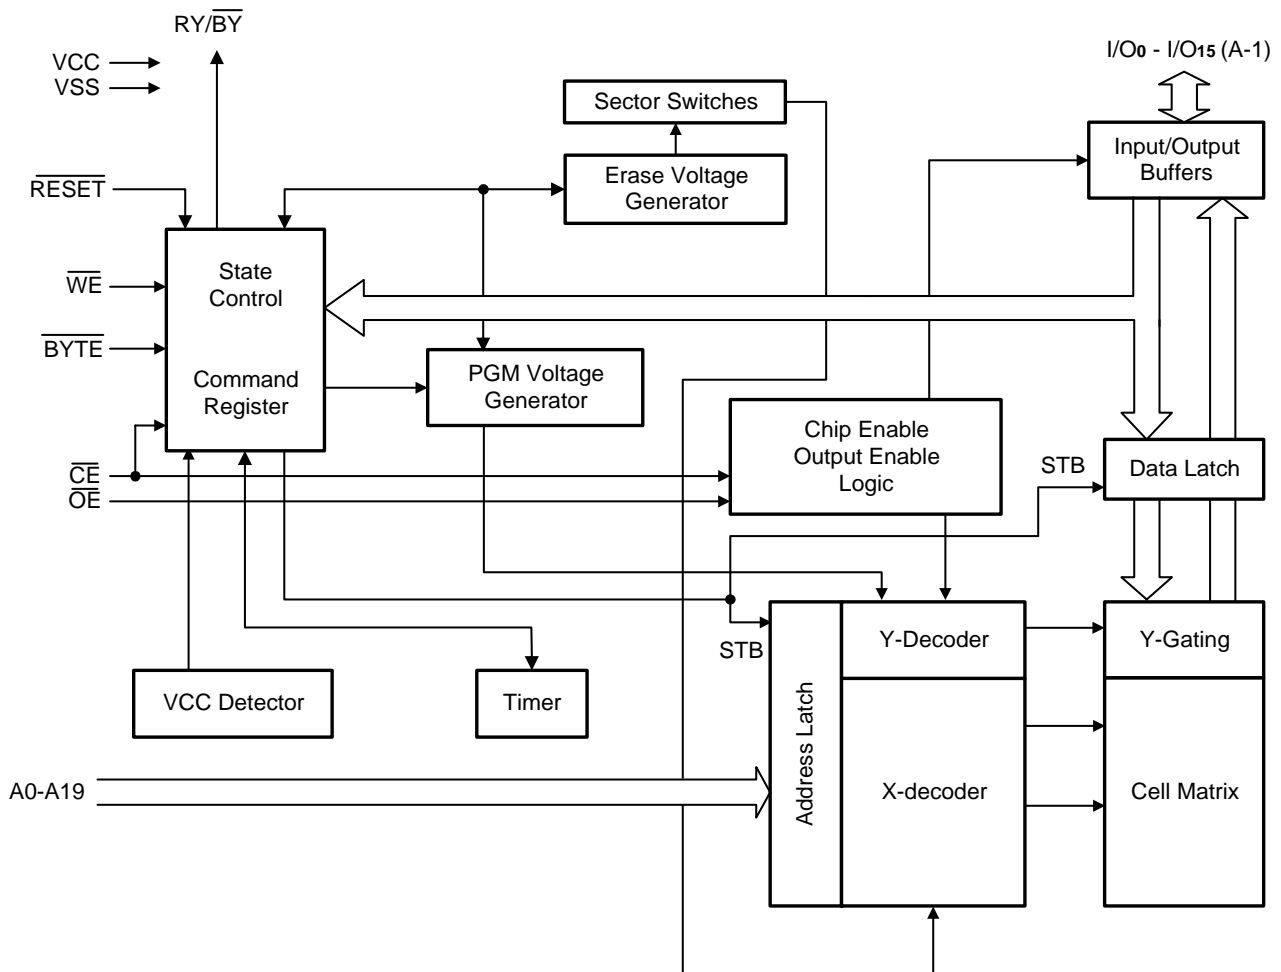 RY/BY
I/O0 - I/O15 (A-1)
VCC
VSS
Sector Switches
Input/Output
Buffers
RESET
Erase Voltage
Generator
State
Control
WE
BYTE
Command
Register
PGM Voltage
Generator
Chip Enable
Output Enable
Logic
CE
OE
STB
Data Latch
STB
Y-Decoder
Y-Gating
VCC Detector
Timer
Address Latch
A0-A19
X-decoder
Cell Matrix